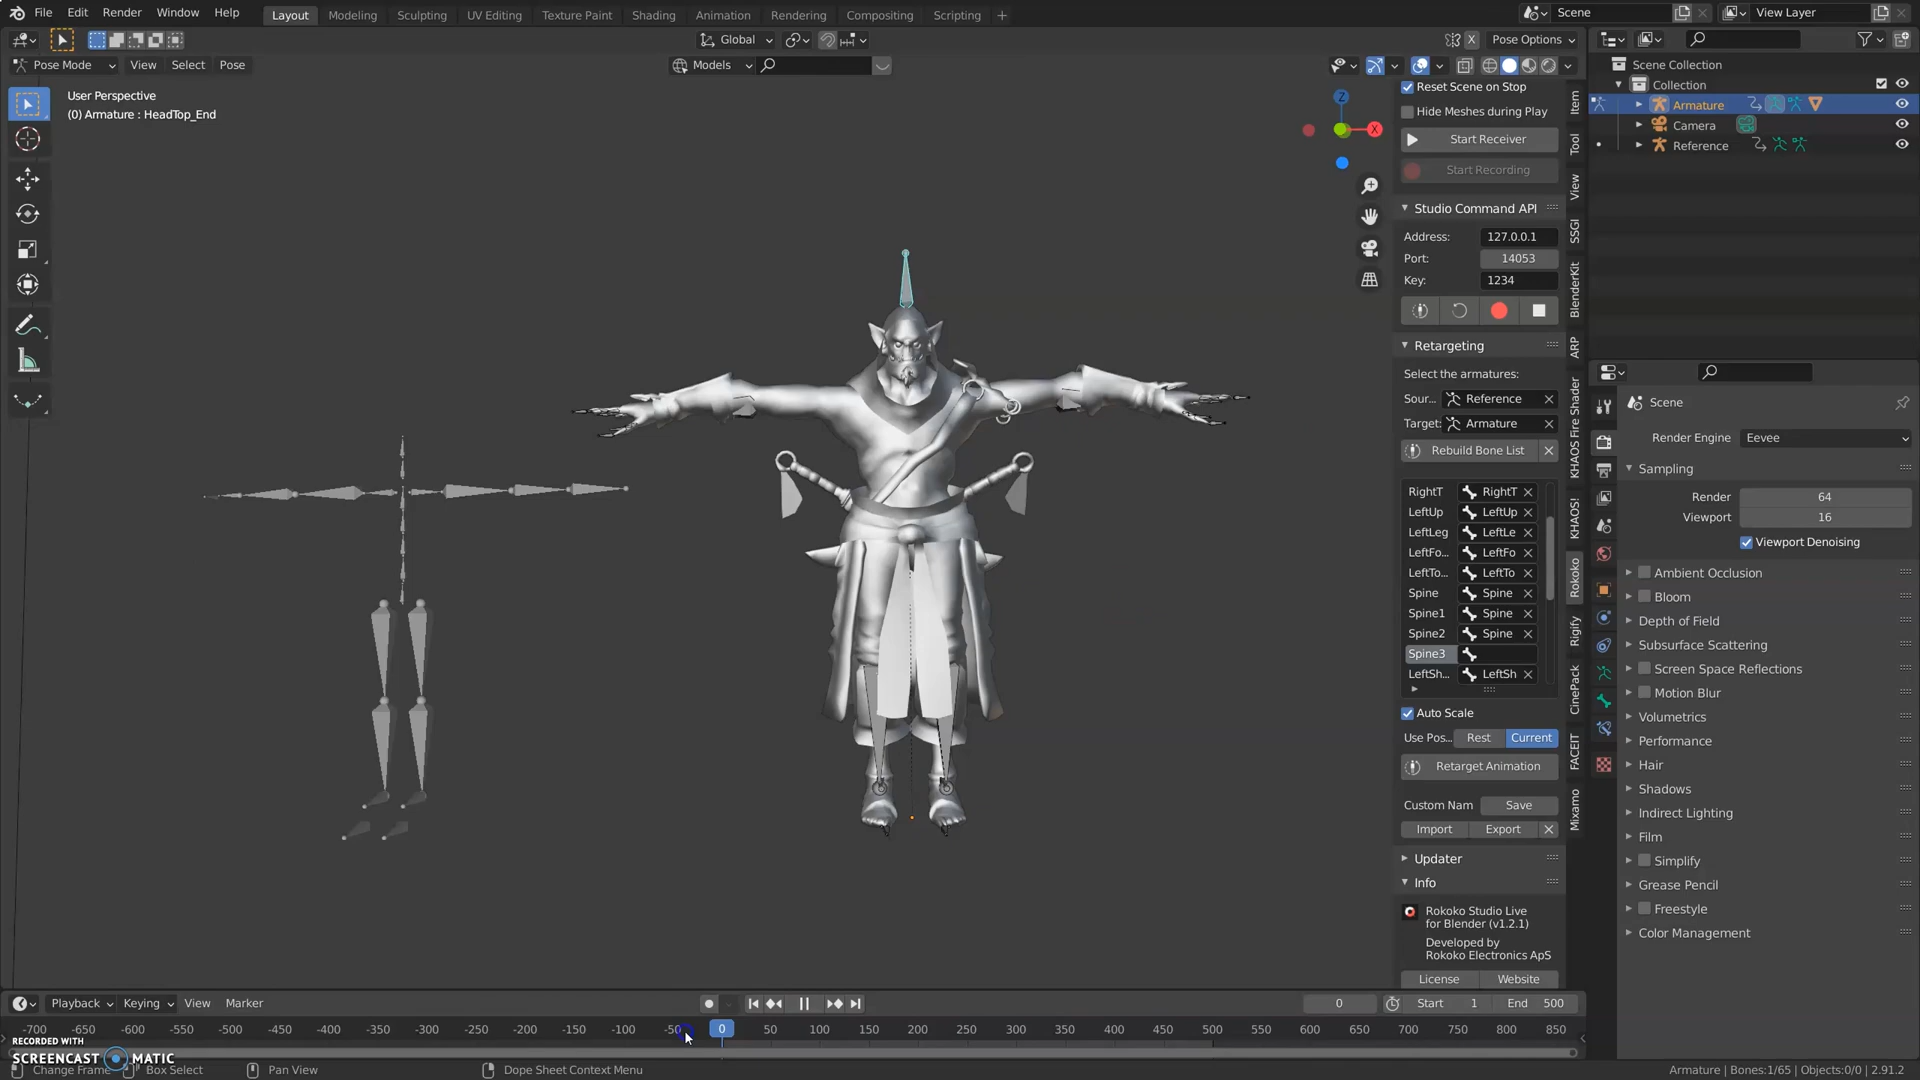 File Edit Render Window Help Layout Modeling Sculpting UV Editing Texture Paint Shading Animation Rendering Compositing Scripting + Scene View Layer
Global X Pose Options
Pose Mode View Select Pose Models
User Perspective
(0) Armature : HeadTop_End
Z
X
Reset Scene on Stop
Hide Meshes during Play
Start Receiver
Start Recording
Studio Command API
Address: 127.0.0.1
Port: 14053
Key: 1234
Retargeting
Select the armatures:
Sour... Reference
Target: Armature
Rebuild Bone List
RightT RightT
LeftUp LeftUp
LeftLeg LeftLe
LeftFo... LeftFo
LeftTo... LeftTo
Spine Spine
Spine1 Spine
Spine2 Spine
Spine3
LeftSh... LeftSh
Auto Scale
Use Pos... Rest Current
Retarget Animation
Custom Nam Save
Import Export
Updater
Info
Rokoko Studio Live
for Blender (v1.2.1)
Developed by
Rokoko Electronics ApS
License Website
Item
Tool
View
SSGI
BlenderKit
ARP
KHAOS Fire Shader
KHAOS!
Rokoko
Rigify
CinePack
FACEIT
Mixamo
Scene Collection
Collection
Armature
Camera
Reference
Scene
Render Engine Eevee
Sampling
Render 64
Viewport 16
Viewport Denoising
Ambient Occlusion
Bloom
Depth of Field
Subsurface Scattering
Screen Space Reflections
Motion Blur
Volumetrics
Performance
Hair
Shadows
Indirect Lighting
Film
Simplify
Grease Pencil
Freestyle
Color Management
Playback Keying View Marker 0 Start 1 End 500
-700 -650 -600 -550 -500 -450 -400 -350 -300 -250 -200 -150 -100 -50 0 50 100 150 200 250 300 350 400 450 500 550 600 650 700 750 800 850
RECORDED WITH
SCREENCAST MATIC
Change Frame Box Select Pan View Dope Sheet Context Menu Armature | Bones:1/65 | Objects:0/0 | 2.91.2